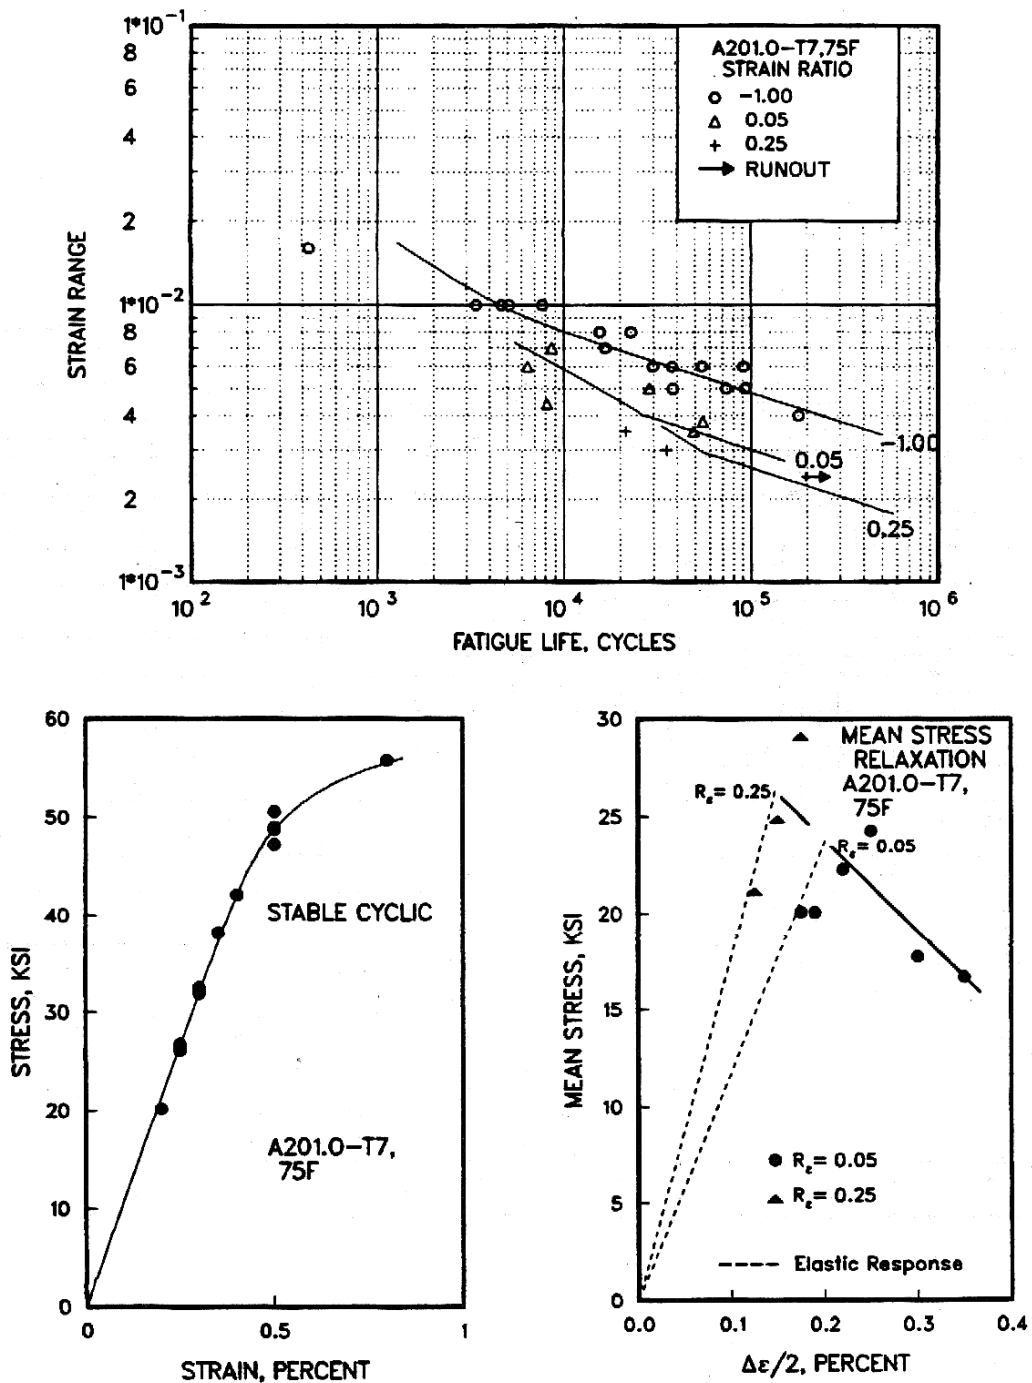 1*10^-1
8
6
4
2
1*10^-2
8
6
4
2
1*10^-3
STRAIN RANGE
A201.0-T7,75F
STRAIN RATIO
-1.00
0.05
0.25
RUNOUT
-1.00
0.05
0.25
10^2
10^3
10^4
10^5
10^6
FATIGUE LIFE, CYCLES
60
50
40
30
20
10
0
STRESS, KSI
STABLE CYCLIC
A201.0-T7,
75F
0
0.5
1
STRAIN, PERCENT
30
25
20
15
10
5
0
MEAN STRESS, KSI
MEAN STRESS
RELAXATION
A201.0-T7,
75F
Rε= 0.25
Rε= 0.05
Rε= 0.05
Rε= 0.25
Elastic Response
0.0
0.1
0.2
0.3
0.4
Δε/2, PERCENT